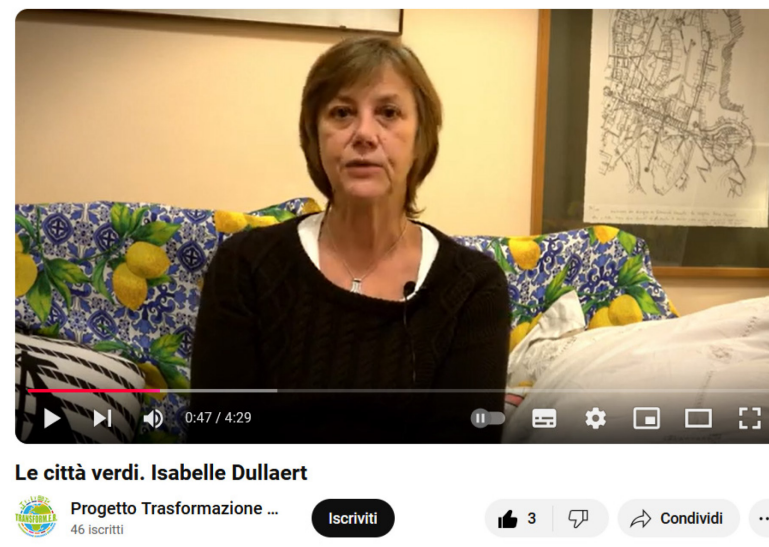 0:47 / 4:29
Le città verdi. Isabelle Dullaert
Progetto Trasformazione ...
46 iscritti
Iscriviti
3
Condividi